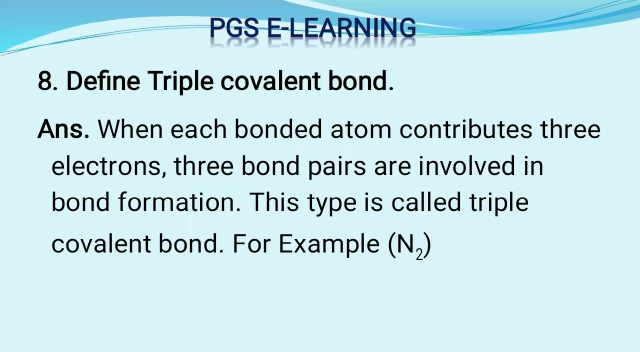 PGS E-LEARNING
8. Define Triple covalent bond.
Ans. When each bonded atom contributes three
electrons, three bond pairs are involved in
bond formation. This type is called triple
covalent bond. For Example (N₂)